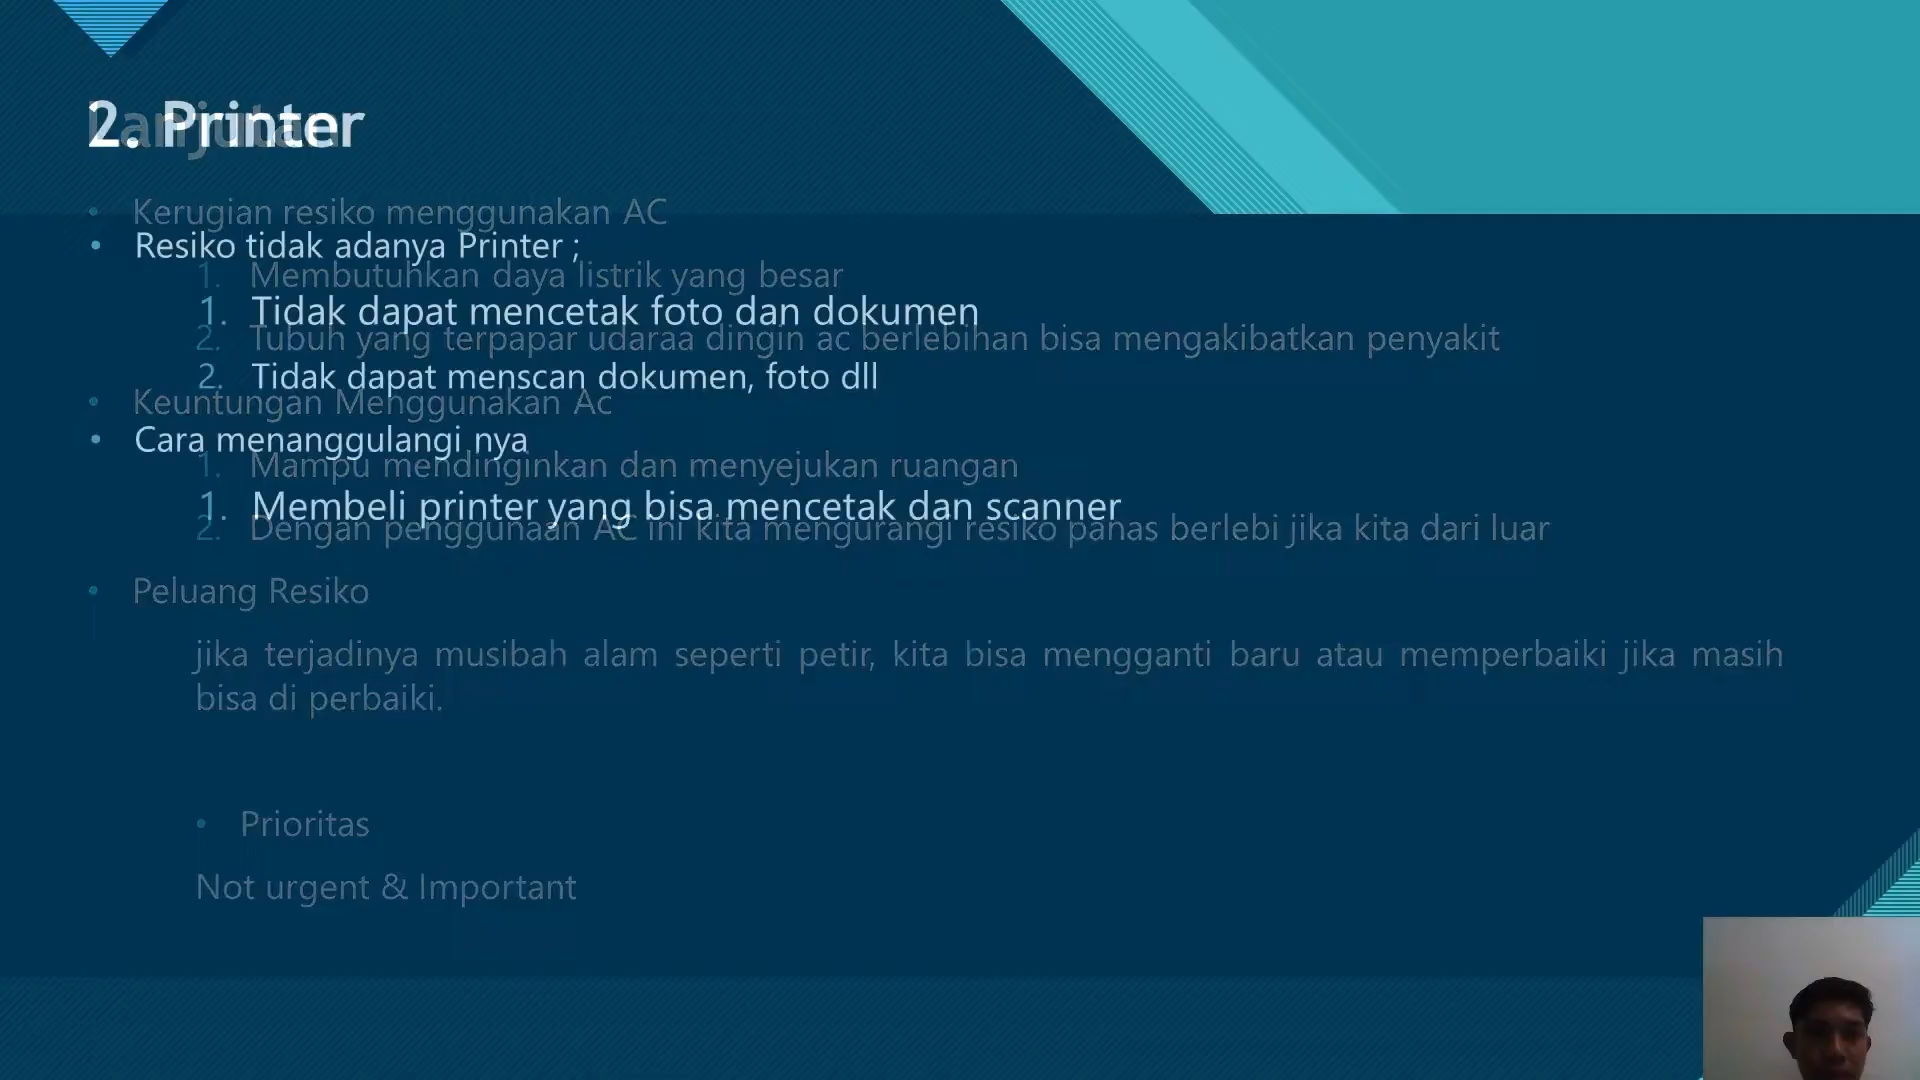 2. Printer
Lanjutan
• Kerugian resiko menggunakan AC
• Resiko tidak adanya Printer ;
1. Membutuhkan daya listrik yang besar
1. Tidak dapat mencetak foto dan dokumen
2. Tubuh yang terpapar udaraa dingin ac berlebihan bisa mengakibatkan penyakit
2. Tidak dapat menscan dokumen, foto dll
• Keuntungan Menggunakan Ac
• Cara menanggulangi nya
1. Mampu mendinginkan dan menyejukan ruangan
1. Membeli printer yang bisa mencetak dan scanner
2. Dengan penggunaan AC ini kita mengurangi resiko panas berlebi jika kita dari luar
• Peluang Resiko
jika terjadinya musibah alam seperti petir, kita bisa mengganti baru atau memperbaiki jika masih
bisa di perbaiki.
• Prioritas
Not urgent & Important